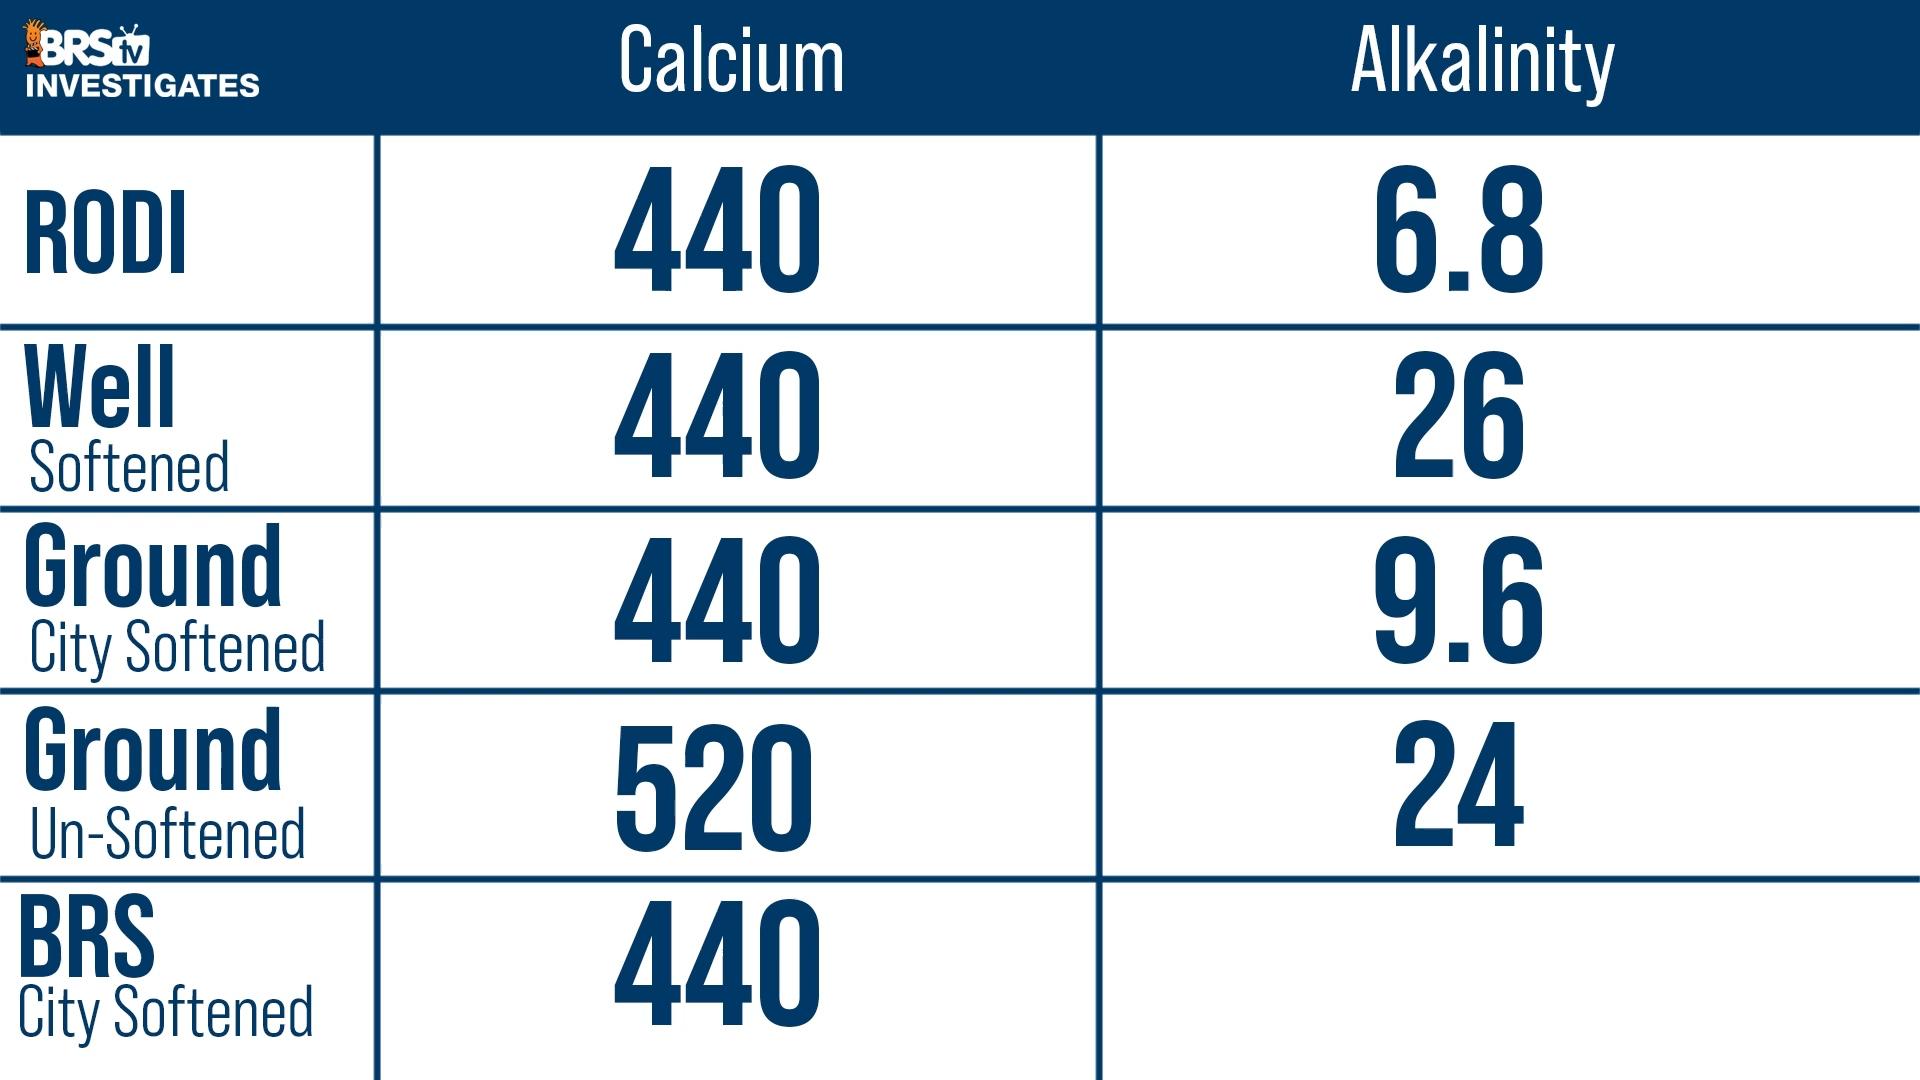 BRStv
INVESTIGATES
Calcium
Alkalinity
RODI
440
6.8
Well
Softened
440
26
Ground
City Softened
440
9.6
Ground
Un-Softened
520
24
BRS
City Softened
440